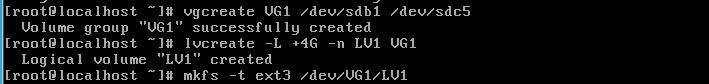 [root@localhost ~]# vgcreate VG1 /dev/sdb1 /dev/sdc5
  Volume group "VG1" successfully created
[root@localhost ~]# lvcreate -L +4G -n LV1 VG1
  Logical volume "LV1" created
[root@localhost ~]# mkfs -t ext3 /dev/VG1/LV1